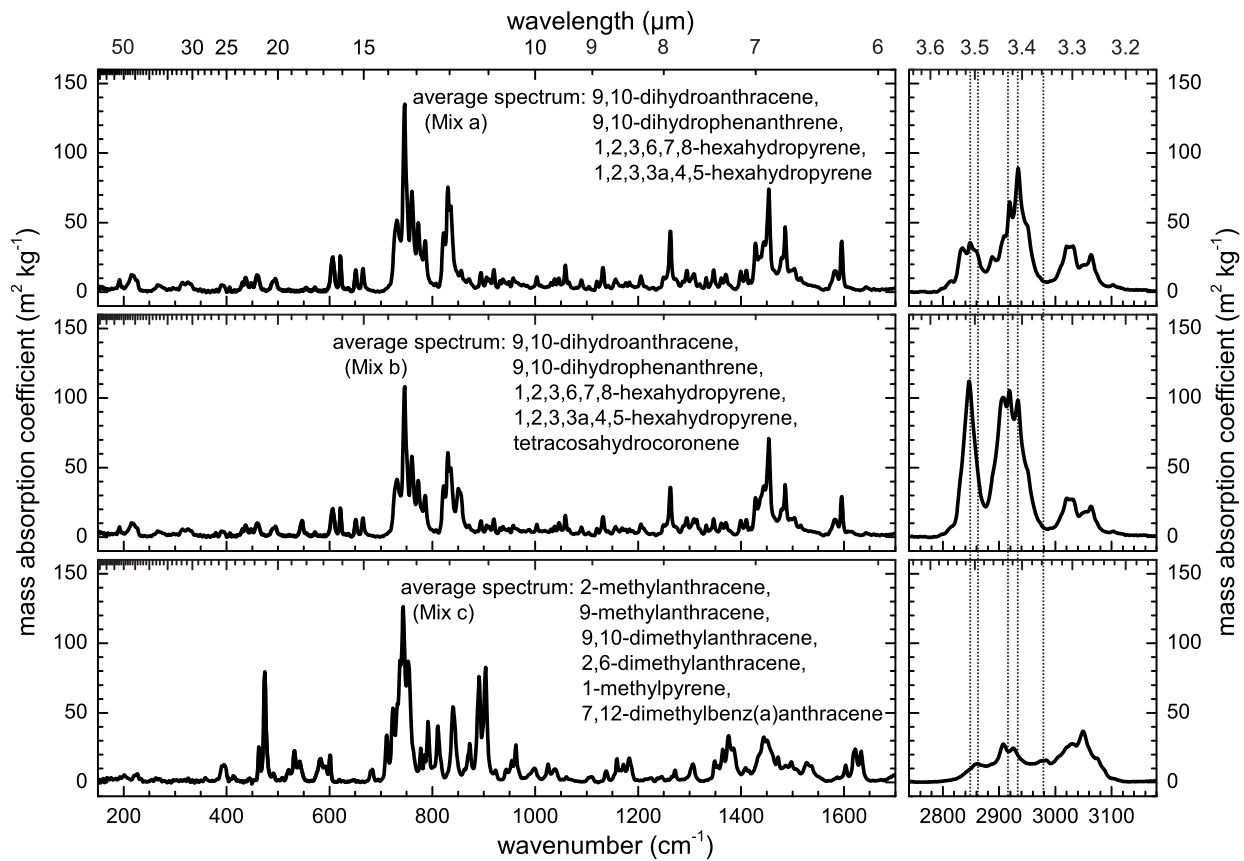 wavelength (µm)
50 30 25 20 15 10 9 8 7 6 3.6 3.5 3.4 3.3 3.2
mass absorption coefficient (m² kg⁻¹)
150 150
100 100
50 50
0 0
average spectrum: 9,10-dihydroanthracene,
(Mix a) 9,10-dihydrophenanthrene,
1,2,3,6,7,8-hexahydropyrene,
1,2,3,3a,4,5-hexahydropyrene
150 150
100 100
50 50
0 0
average spectrum: 9,10-dihydroanthracene,
(Mix b) 9,10-dihydrophenanthrene,
1,2,3,6,7,8-hexahydropyrene,
1,2,3,3a,4,5-hexahydropyrene,
tetracosahydrocoronene
150 150
100 100
50 50
0 0
average spectrum: 2-methylanthracene,
(Mix c) 9-methylanthracene,
9,10-dimethylanthracene,
2,6-dimethylanthracene,
1-methylpyrene,
7,12-dimethylbenz(a)anthracene
mass absorption coefficient (m² kg⁻¹)
200 400 600 800 1000 1200 1400 1600 2800 2900 3000 3100
wavenumber (cm⁻¹)